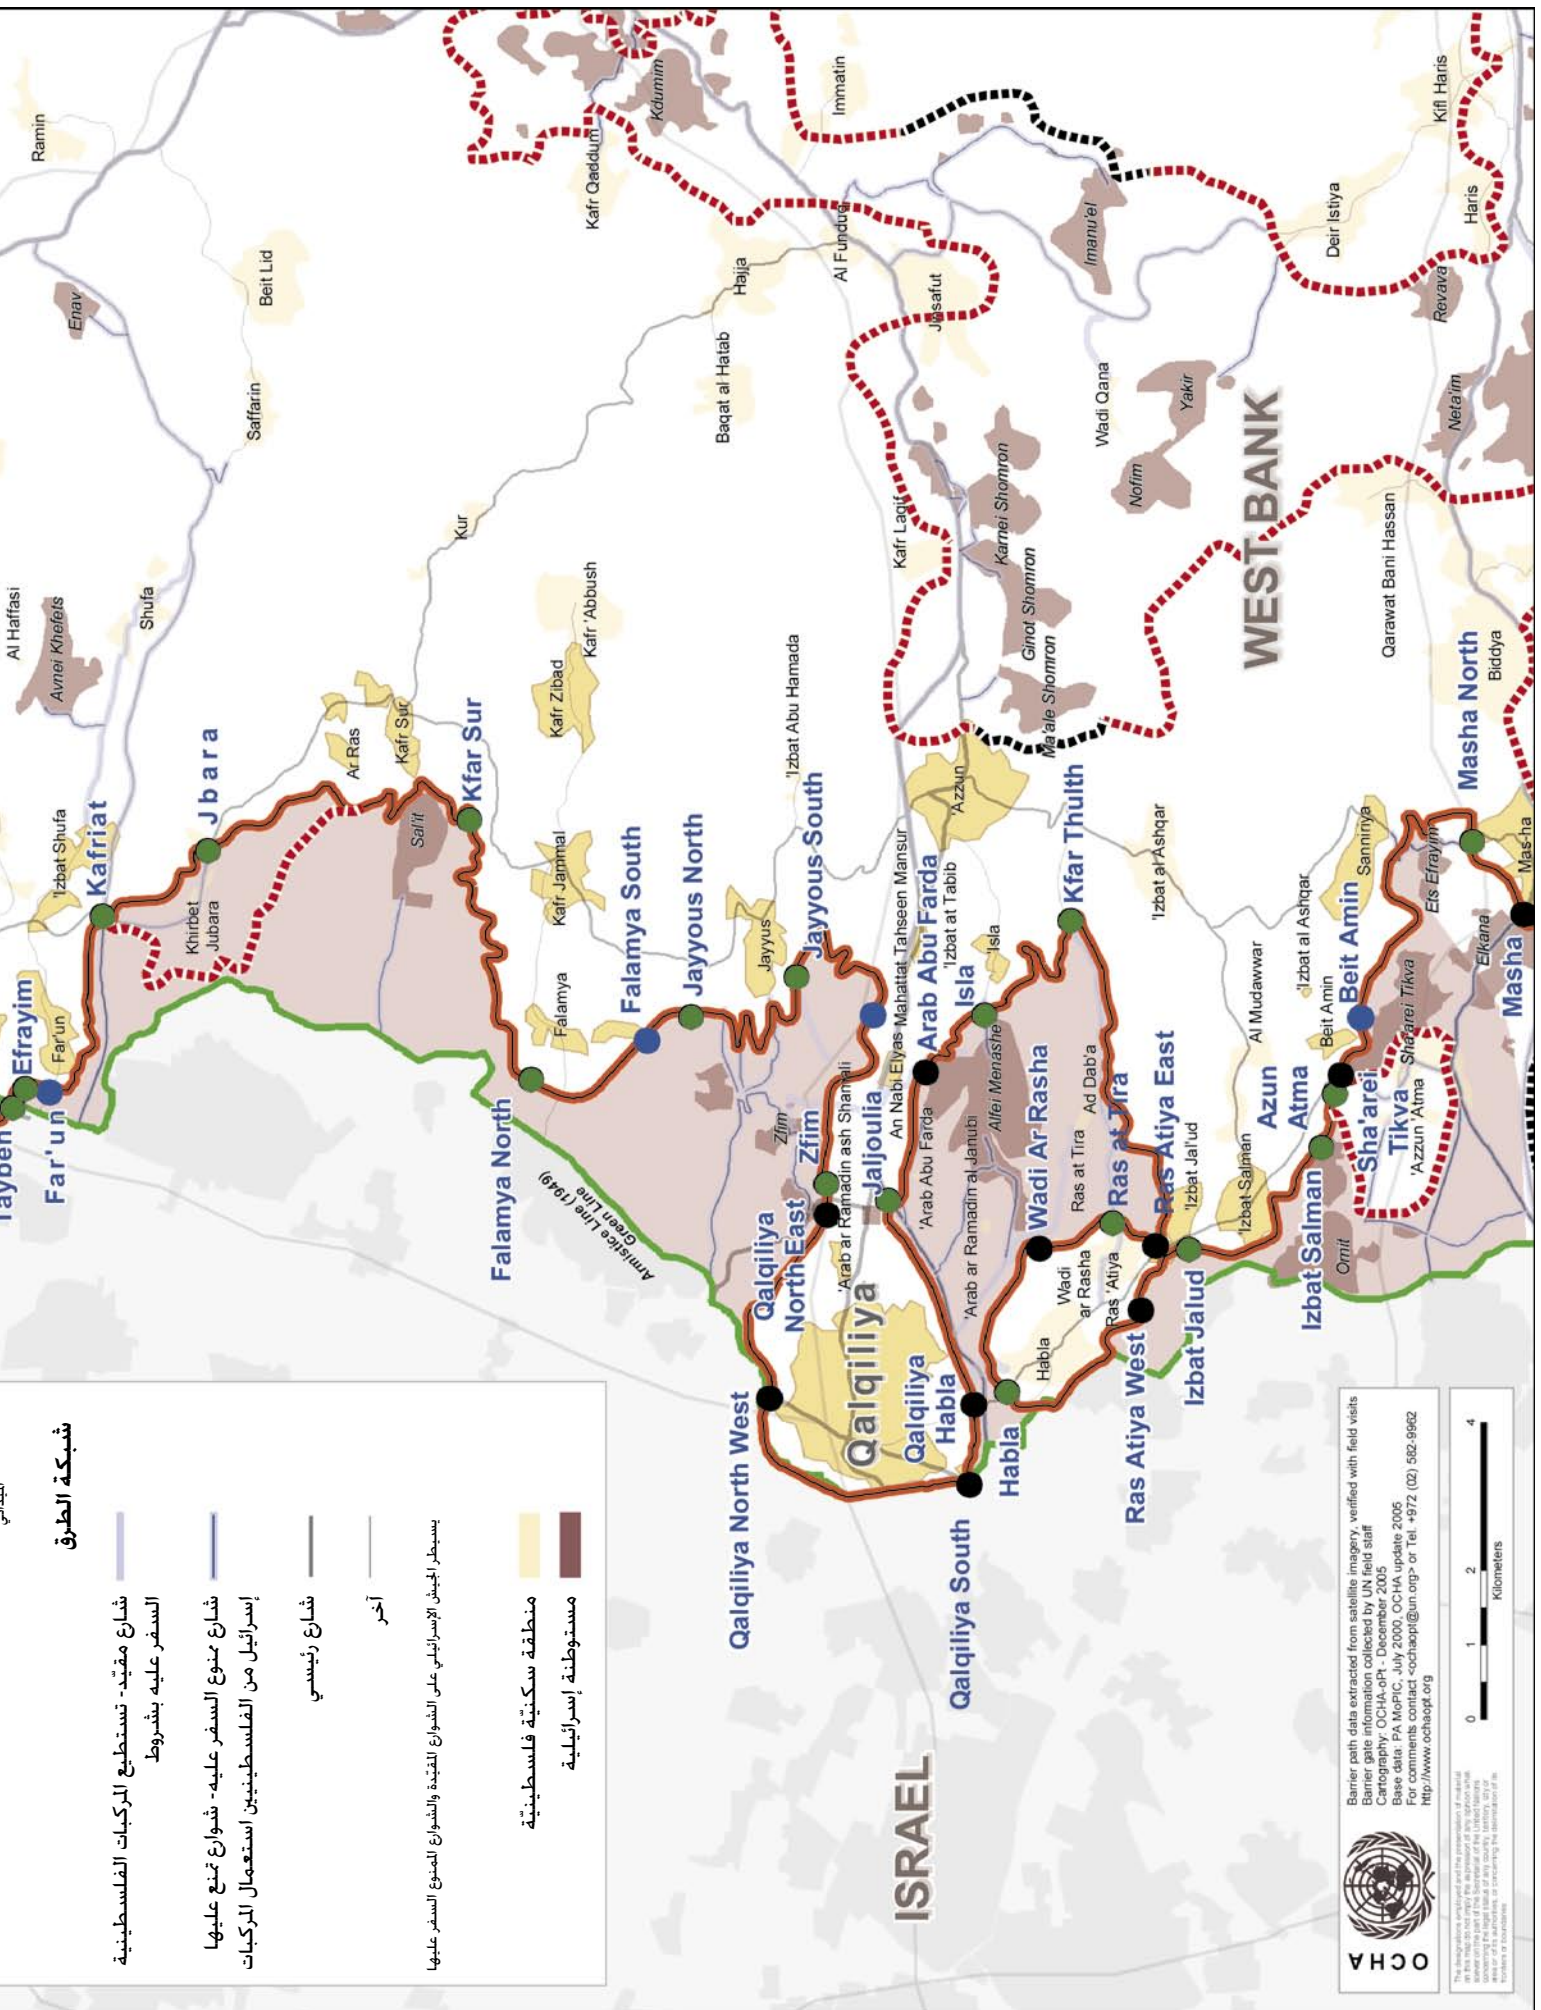 Ramin
Enav
Beit Lid
Saffarin
Al Haffasi
Avnei Khefets
Shufa
'Izbat Shufa
Kafriat
Jbara
Khirbet
Jubara
Efrayim
Far'un
Far'un
Ar Ras
Kafr Sur
Sal'it
Kfar Sur
Kur
Kafr 'Abbush
Kafr Zibad
Kafr Jammal
Falamya
Falamya North
Falamya South
Jayyous North
Jayyus
Jayyous South
'Izbat Abu Hamada
Kafr Qaddum
Kdumim
Immatin
Hajja
Baqat al Hatab
Al Funduq
Jinsafut
Imanu'el
Wadi Qana
Yakir
Nofim
Karnei Shomron
Ginot Shomron
Ma'ale Shomron
Kafr Laqif
'Azzun
WEST BANK
Deir Istiya
Kifl Haris
Haris
Revava
Neta'im
Qarawat Bani Hassan
Biddya
Masha North
Mas-ha
Masha
Armistice Line (1949)
Green Line
Zfim
Zfim
'Arab ar Ramadin ash Shamali
Jaljoulia
An Nabi Elyas
Mahattat Tahseen Mansur
Arab Abu Farda
'Izbat at Tabib
Isla
'Isla
'Arab Abu Farda
Alfei Menashe
'Arab ar Ramadin al Janubi
Kfar Thulth
Wadi Ar Rasha
Ad Dab'a
Ras at Tira
Ras at Tira
Ras Atiya East
Wadi
ar Rasha
Ras 'Atiya
Habla
Habla
Ras Atiya West
Izbat Jalud
'Izbat Jal'ud
'Izbat Salman
Izbat Salman
Al Mudawwar
'Izbat al Ashqar
'Izbat al Ashqar
Azun
Atma
Beit Amin
Beit Amin
Sanniriya
Ets Efrayim
Elkana
Sha'arei Tikva
Sha'arei
Tikva
'Azzun 'Atma
Ornit
Qalqiliya
North East
Qalqiliya
Qalqiliya North West
Qalqiliya
Habla
Qalqiliya South
ISRAEL
شبكة الطرق
شارع مقيّد- تستطيع المركبات الفلسطينية
السفر عليه بشروط
شارع ممنوع السفر عليه- شوارع تمنع عليها
إسرائيل من الفلسطينيين استعمال المركبات
شارع رئيسي
آخر
يسيطر الجيش الإسرائيلي على الشوارع المقيّدة والشوارع الممنوع السفر عليها
منطقة سكنيّة فلسطينيّة
مستوطنة إسرائيلية
OCHA
Barrier path data extracted from satellite imagery, verified with field visits
Barrier gate information collected by UN field staff
Cartography: OCHA-oPt - December 2005
Base data: PA MoPIC, July 2000, OCHA update 2005
For comments contact <ochaopt@un.org> or Tel. +972 (02) 582-9962
http://www.ochaopt.org
0 1 2 4
Kilometers